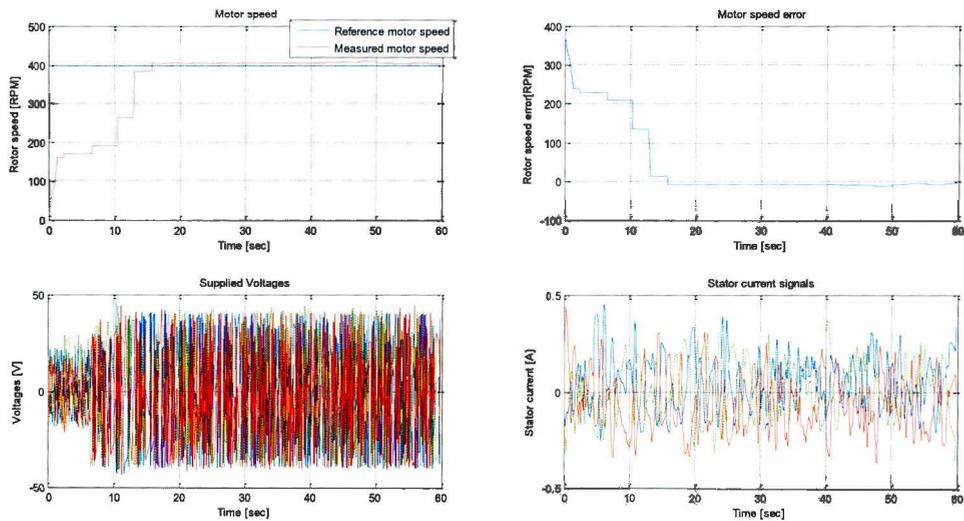 Motor speed
500
400
300
200
100
0
Rotor speed [RPM]
Reference motor speed
Measured motor speed
0 10 20 30 40 50 60
Time [sec]
Motor speed error
400
300
200
100
0
-100
Rotor speed error[RPM]
0 10 20 30 40 50 60
Time [sec]
Supplied Voltages
50
0
-50
Voltages [V]
0 10 20 30 40 50 60
Time [sec]
Stator current signals
0.5
0
-0.5
Stator current [A]
0 10 20 30 40 50 60
Time [sec]